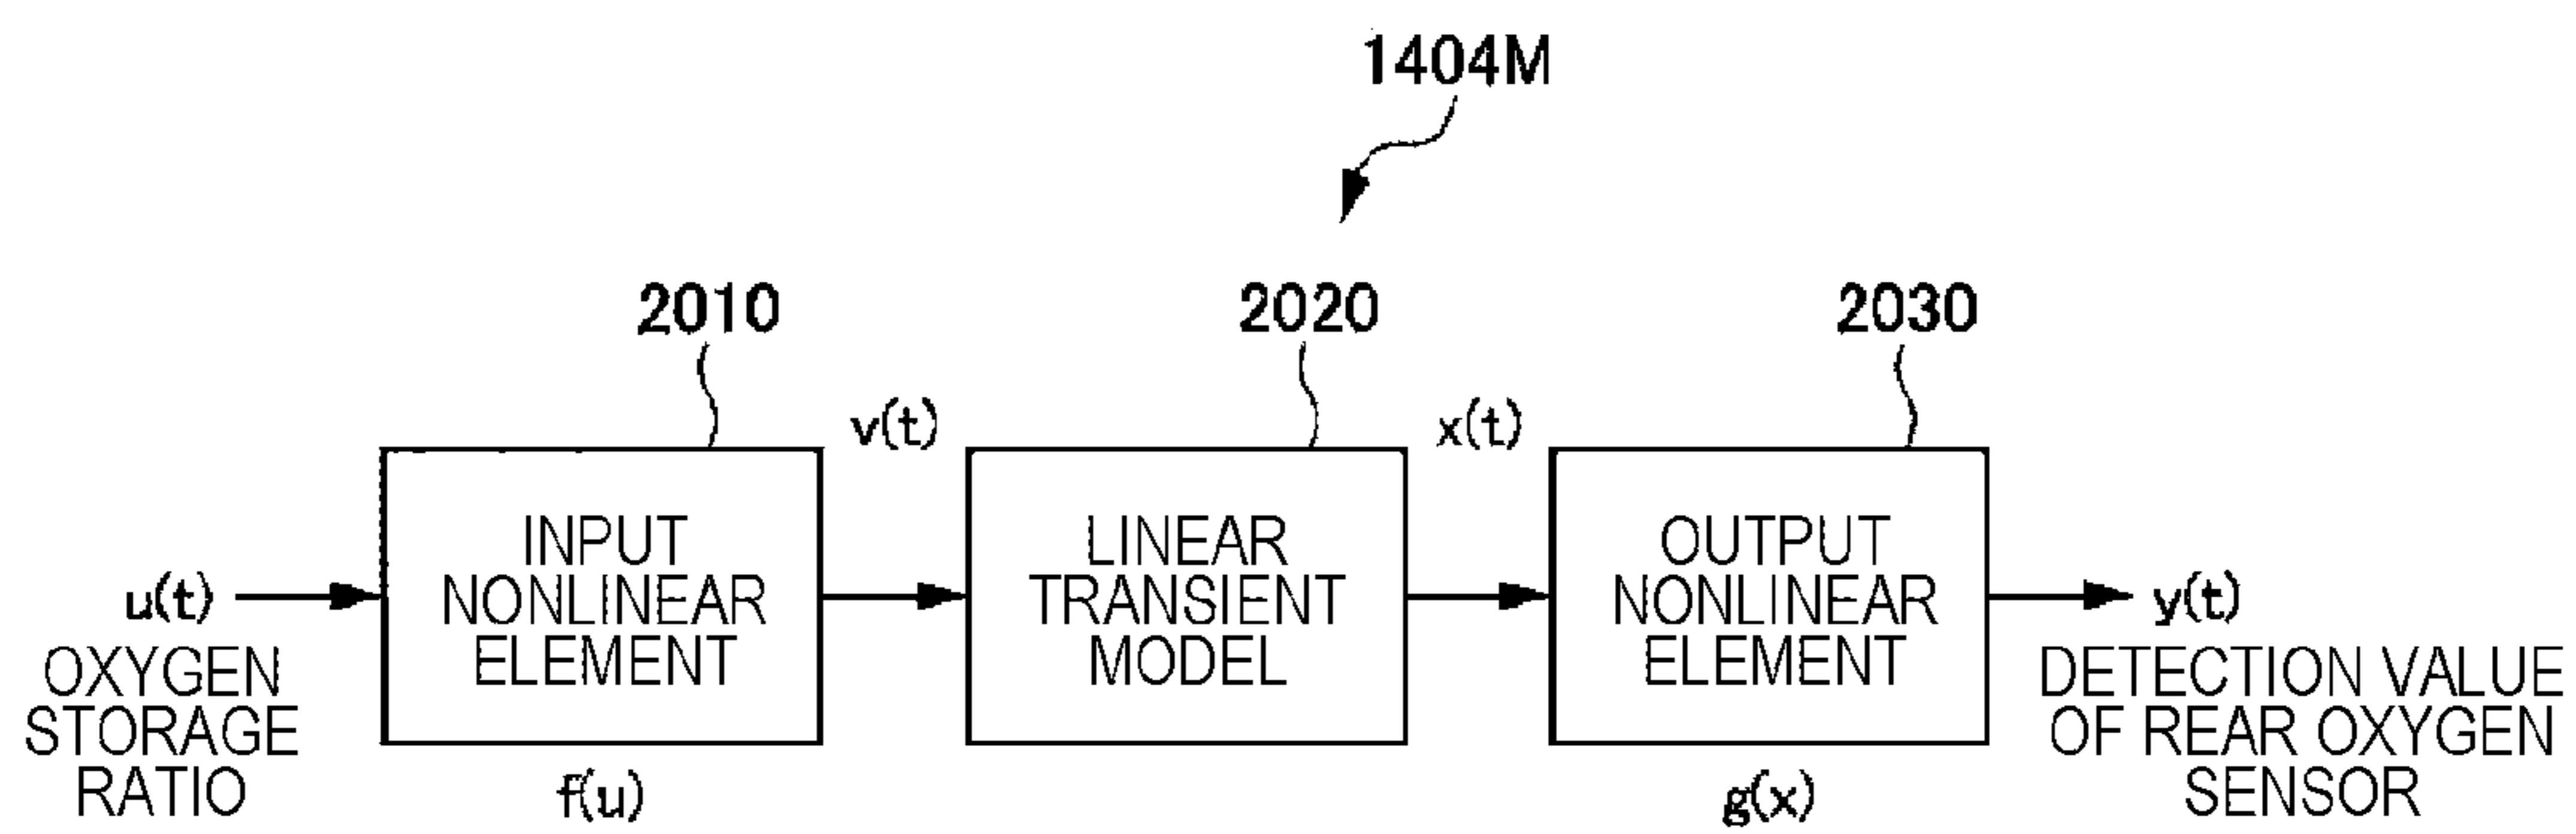 1404M
2010
2020
2030
v(t)
x(t)
INPUT
NONLINEAR
ELEMENT
LINEAR
TRANSIENT
MODEL
OUTPUT
NONLINEAR
ELEMENT
u(t)
OXYGEN
STORAGE
RATIO
y(t)
DETECTION VALUE
OF REAR OXYGEN
SENSOR
f(u)
g(x)